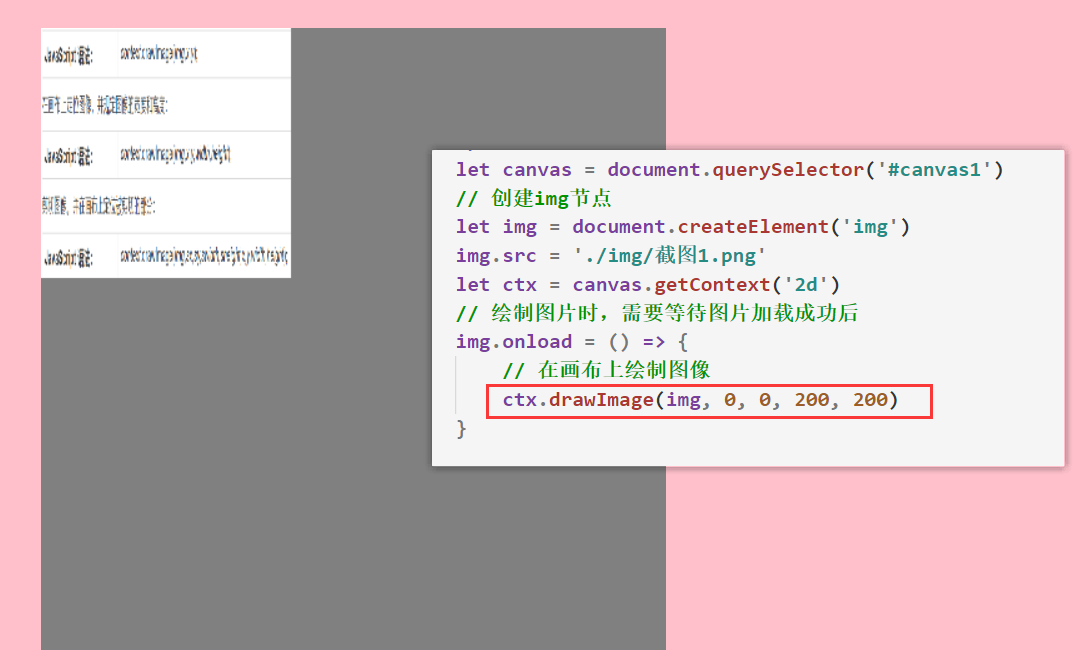 JavaScript 语法:
context.drawImage(img,x,y);
在画布上定位图像，并规定图像的宽度和高度：
JavaScript 语法:
context.drawImage(img,x,y,width,height);
剪切图像，并在画布上定位被剪切的部分：
JavaScript 语法:
context.drawImage(img,sx,sy,swidth,sheight,x,y,width,height);
let canvas = document.querySelector('#canvas1')
// 创建img节点
let img = document.createElement('img')
img.src = './img/截图1.png'
let ctx = canvas.getContext('2d')
// 绘制图片时，需要等待图片加载成功后
img.onload = () => {
// 在画布上绘制图像
ctx.drawImage(img, 0, 0, 200, 200)
}